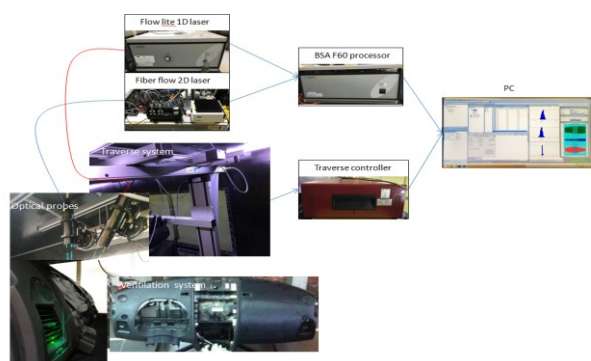 Flow lite 1D laser
Fiber flow 2D laser
BSA F60 processor
PC
Traverse system
Traverse controller
Optical probes
Ventilation system